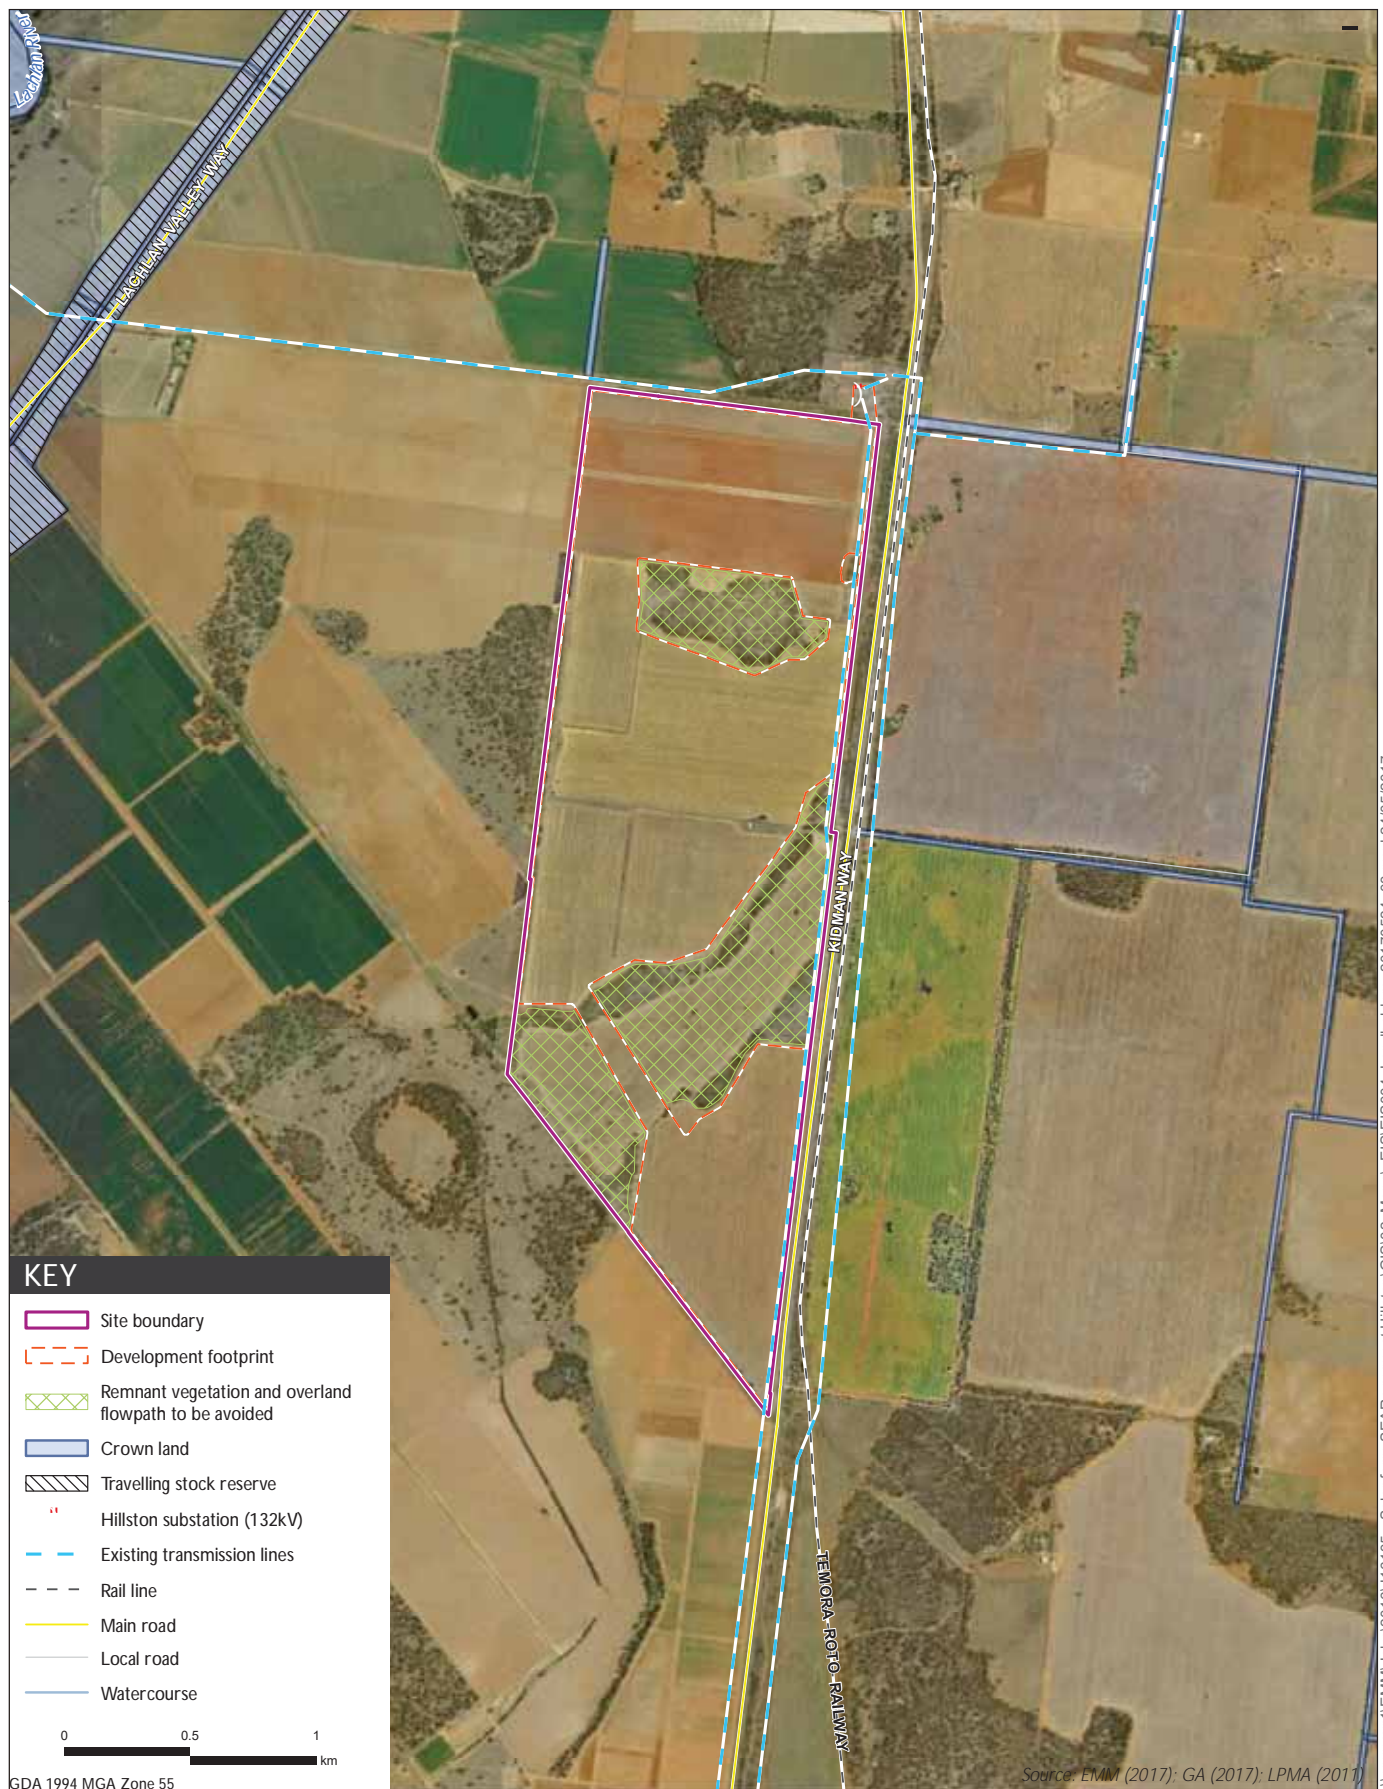 Lachlan River
LACHLAN VALLEY WAY
KIDMAN WAY
TEMORA ROTO RAILWAY
KEY
Site boundary
Development footprint
Remnant vegetation and overland
flowpath to be avoided
Crown land
Travelling stock reserve
Hillston substation (132kV)
Existing transmission lines
Rail line
Main road
Local road
Watercourse
0 0.5 1
km
GDA 1994 MGA Zone 55
Source: EMM (2017); GA (2017); LPMA (2011)